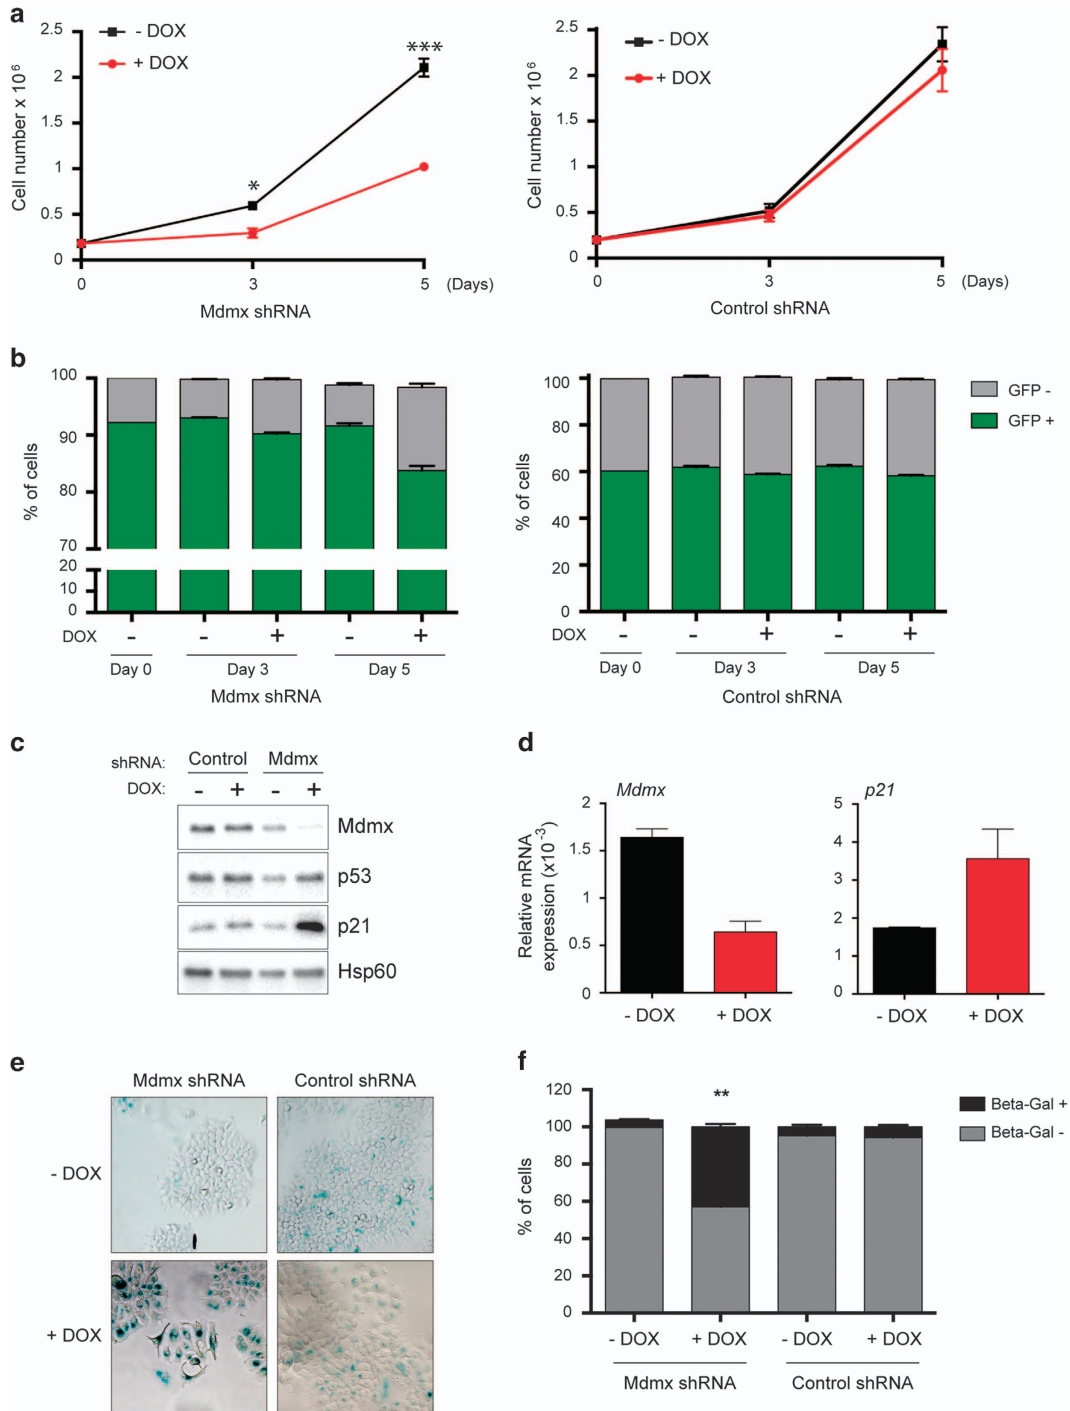 a
2.5
2
1.5
1
0.5
0
Cell number x 10⁶
- DOX
+ DOX
*
***
0 3 5 (Days)
Mdmx shRNA
2.5
2
1.5
1
0.5
0
Cell number x 10⁶
- DOX
+ DOX
0 3 5 (Days)
Control shRNA
b
100
90
80
70
20
10
0
% of cells
DOX - - + - +
Day 0 Day 3 Day 5
Mdmx shRNA
100
80
60
40
20
0
% of cells
DOX - - + - +
Day 0 Day 3 Day 5
Control shRNA
GFP -
GFP +
c
shRNA: Control Mdmx
DOX: - + - +
Mdmx
p53
p21
Hsp60
d
Mdmx
2
1.5
1
0.5
0
Relative mRNA
expression (x10⁻³)
- DOX + DOX
p21
5
4
3
2
1
0
- DOX + DOX
e
Mdmx shRNA Control shRNA
- DOX
+ DOX
f
120
100
80
60
40
20
0
% of cells
**
Beta-Gal +
Beta-Gal -
- DOX + DOX - DOX + DOX
Mdmx shRNA Control shRNA